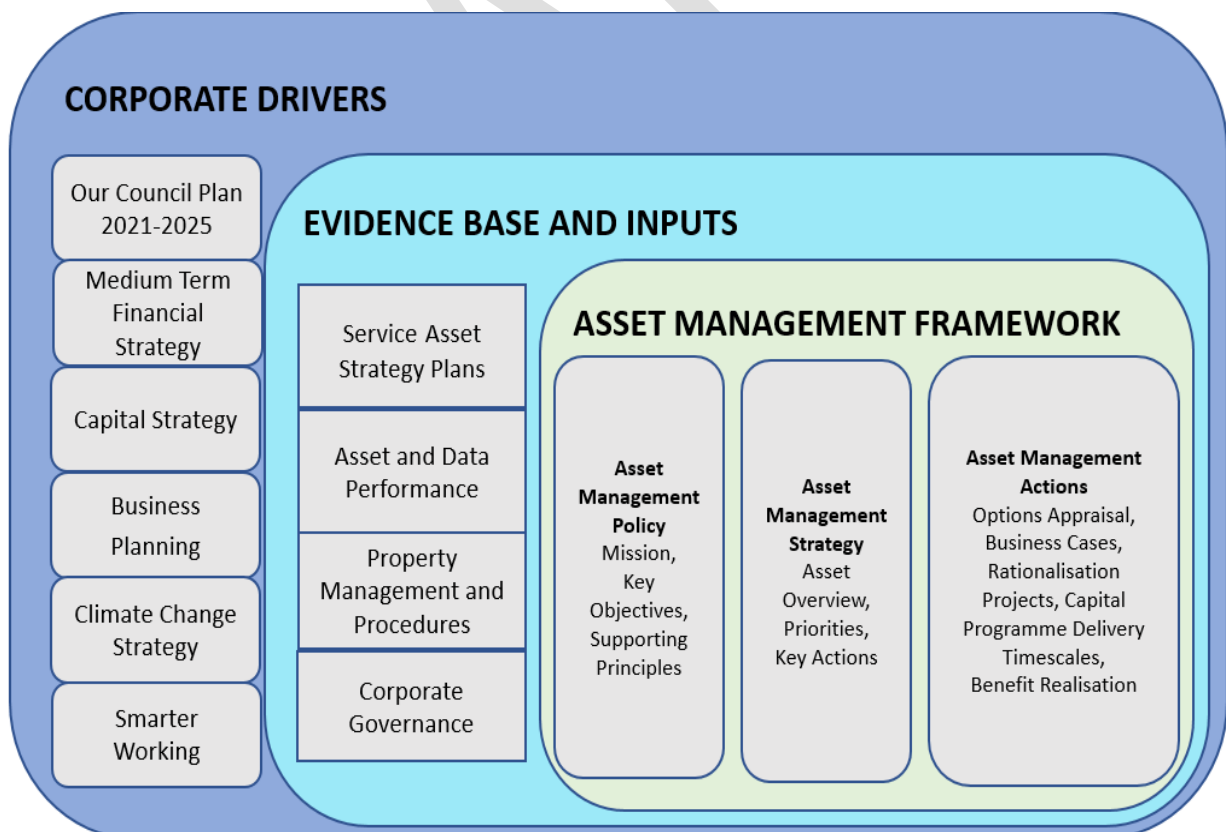 CORPORATE DRIVERS
Our Council Plan
2021-2025
Medium Term
Financial
Strategy
Capital Strategy
Business
Planning
Climate Change
Strategy
Smarter
Working
EVIDENCE BASE AND INPUTS
Service Asset
Strategy Plans
Asset and Data
Performance
Property
Management and
Procedures
Corporate
Governance
ASSET MANAGEMENT FRAMEWORK
Asset
Management
Policy
Mission,
Key
Objectives,
Supporting
Principles
Asset
Management
Strategy
Asset
Overview,
Priorities,
Key Actions
Asset Management
Actions
Options Appraisal,
Business Cases,
Rationalisation
Projects, Capital
Programme Delivery
Timescales,
Benefit Realisation